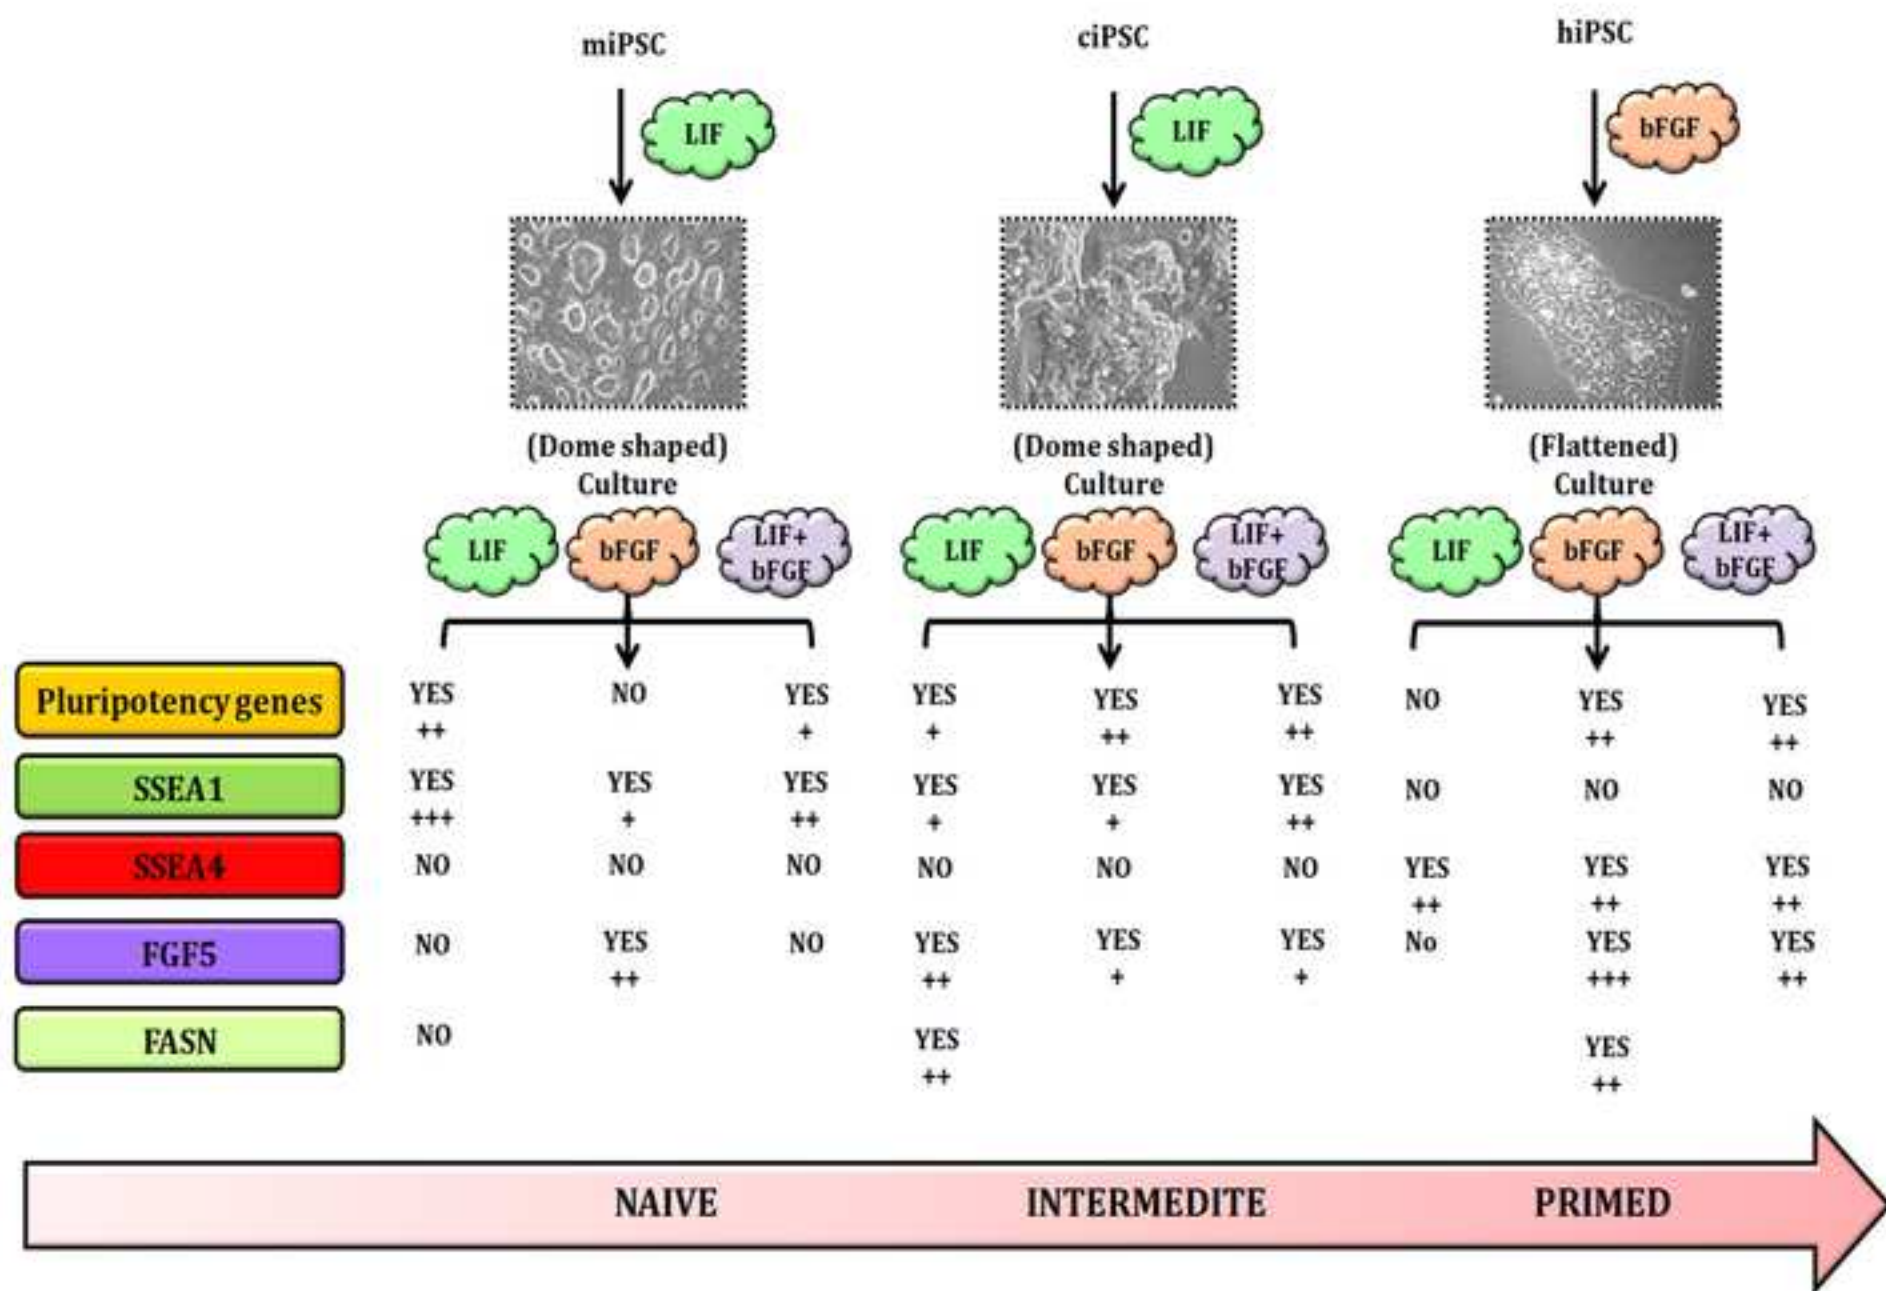 miPSC ciPSC hiPSC
LIF LIF bFGF
(Dome shaped) (Dome shaped) (Flattened)
Culture Culture Culture
LIF bFGF LIF+ LIF bFGF LIF+ LIF bFGF LIF+
bFGF bFGF bFGF
Pluripotency genes YES NO YES YES YES YES NO YES YES
++ + + ++ ++ ++ ++
SSEA1 YES YES YES YES YES YES NO NO NO
+++ + ++ + + ++
SSEA4 NO NO NO NO NO NO YES YES YES
++ ++ ++
FGF5 NO YES NO YES YES YES No YES YES
++ ++ + + +++ ++
FASN NO YES YES
++ ++
NAIVE INTERMEDITE PRIMED